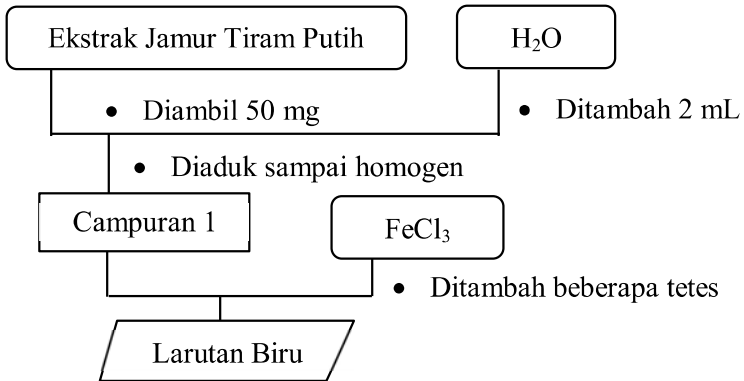 Ekstrak Jamur Tiram Putih
H₂O
• Diambil 50 mg
• Ditambah 2 mL
• Diaduk sampai homogen
Campuran 1
FeCl₃
• Ditambah beberapa tetes
Larutan Biru